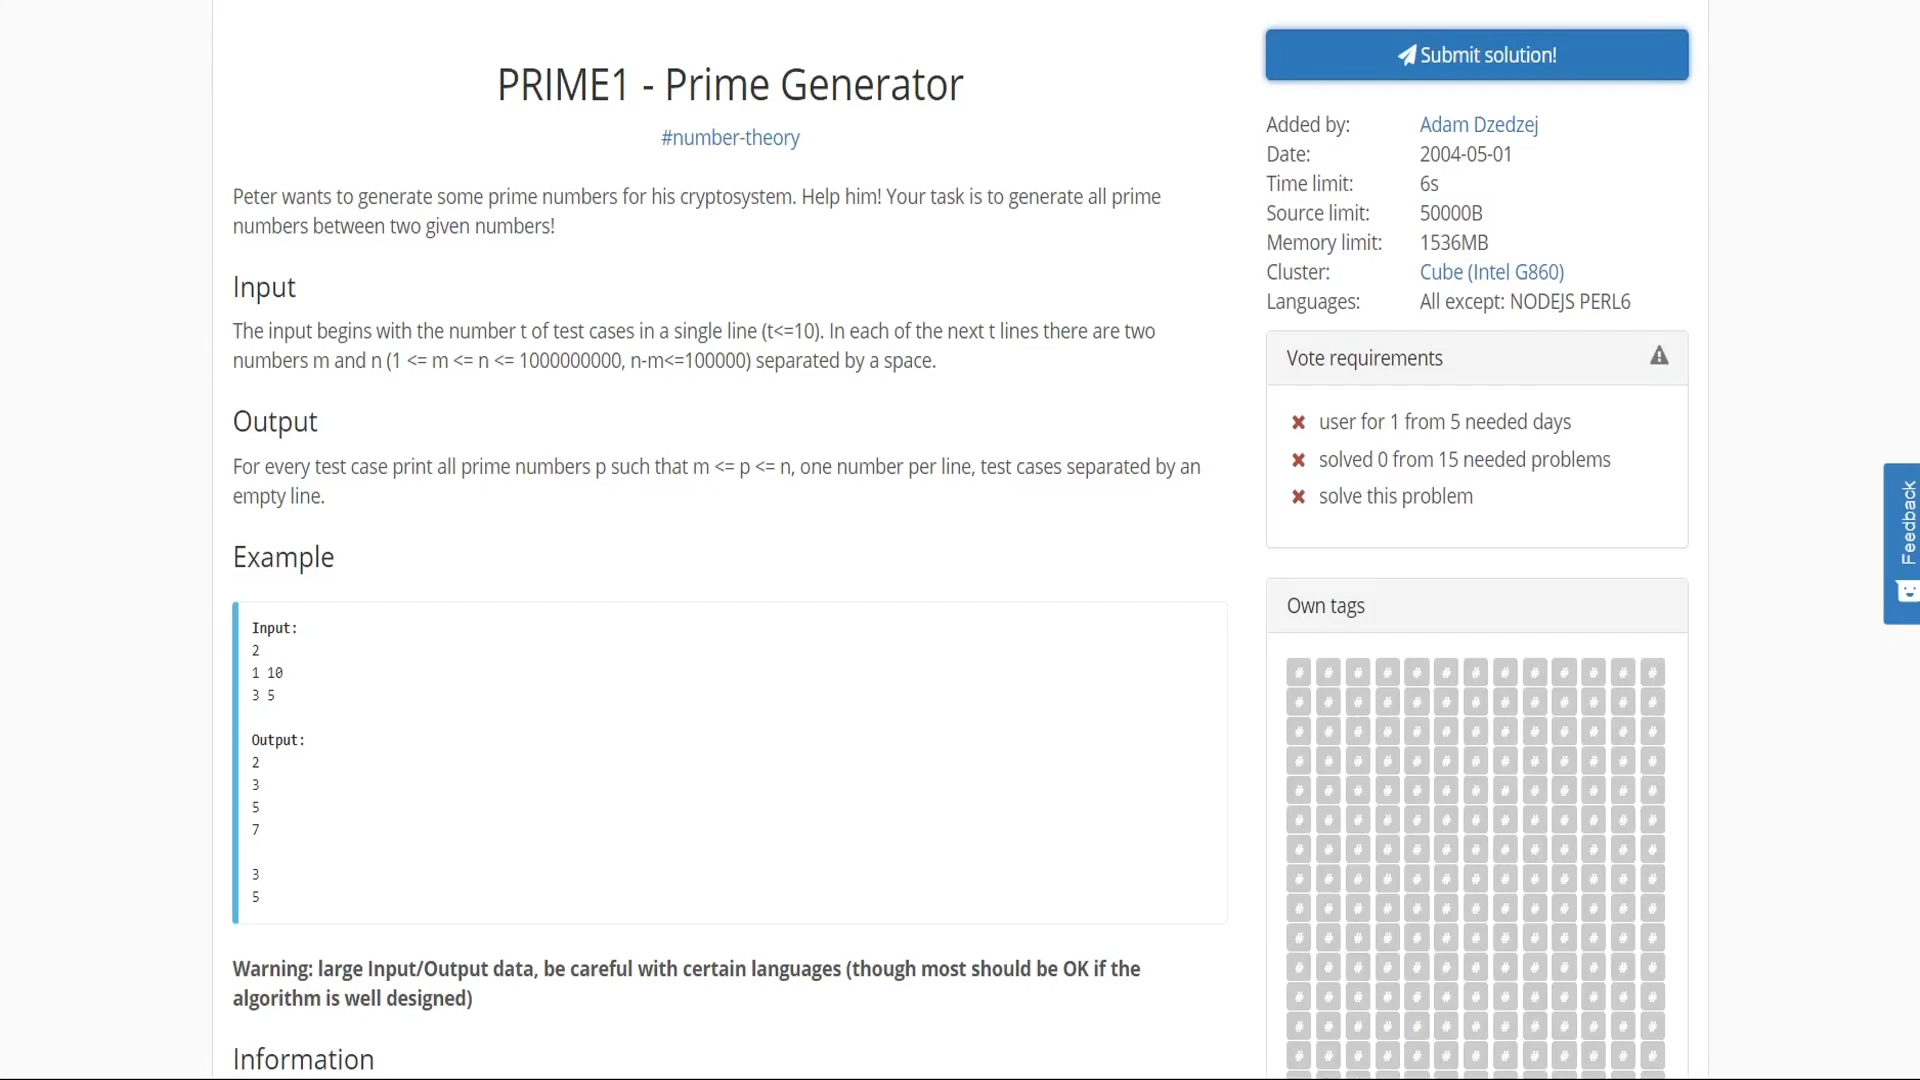 PRIME1 - Prime Generator
#number-theory
Peter wants to generate some prime numbers for his cryptosystem. Help him! Your task is to generate all prime
numbers between two given numbers!
Input
The input begins with the number t of test cases in a single line (t<=10). In each of the next t lines there are two
numbers m and n (1 <= m <= n <= 1000000000, n-m<=100000) separated by a space.
Output
For every test case print all prime numbers p such that m <= p <= n, one number per line, test cases separated by an
empty line.
Example
Input:
2
1 10
3 5
Output:
2
3
5
7
3
5
Warning: large Input/Output data, be careful with certain languages (though most should be OK if the
algorithm is well designed)
Information
Submit solution!
Added by: Adam Dzedzej
Date: 2004-05-01
Time limit: 6s
Source limit: 50000B
Memory limit: 1536MB
Cluster: Cube (Intel G860)
Languages: All except: NODEJS PERL6
Vote requirements
user for 1 from 5 needed days
solved 0 from 15 needed problems
solve this problem
Own tags
# # # # # # # # # # # # #
# # # # # # # # # # # # #
# # # # # # # # # # # # #
# # # # # # # # # # # # #
# # # # # # # # # # # # #
# # # # # # # # # # # # #
# # # # # # # # # # # # #
# # # # # # # # # # # # #
# # # # # # # # # # # # #
# # # # # # # # # # # # #
# # # # # # # # # # # # #
# # # # # # # # # # # # #
# # # # # # # # # # # # #
# # # # # # # # # # # # #
Feedback